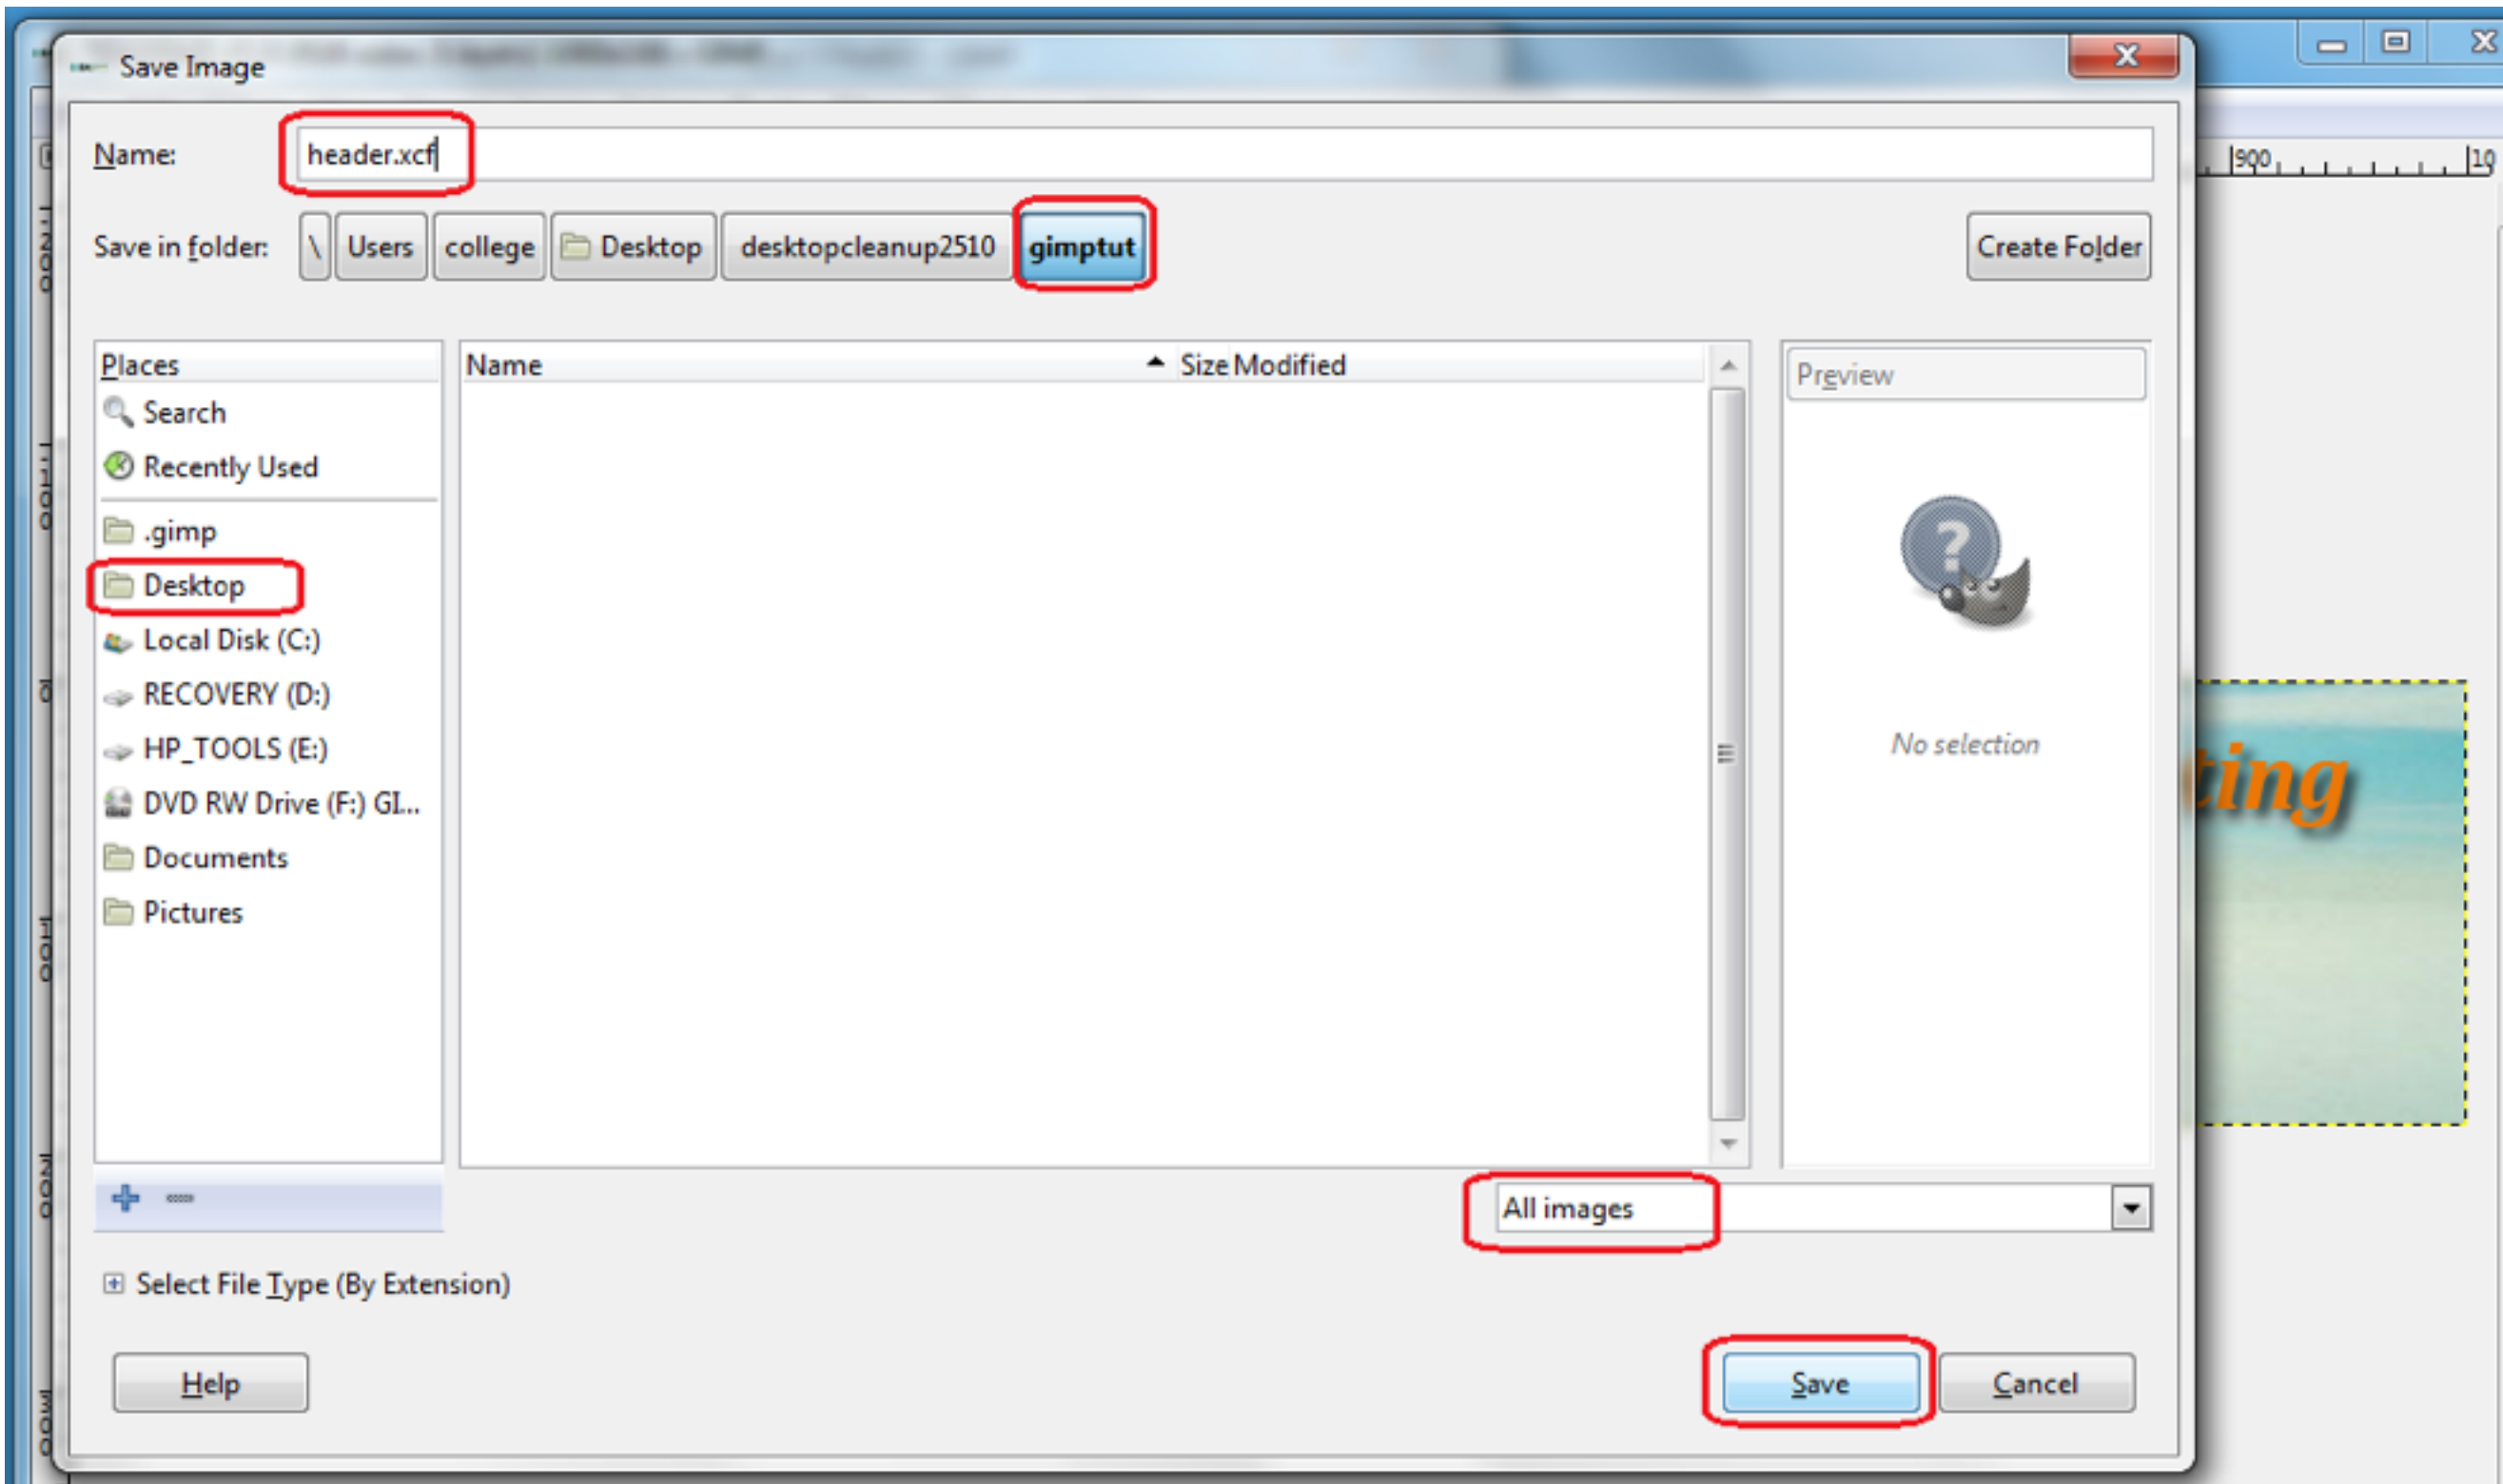 Save Image
Name: header.xcf
900 10
Save in folder: \ Users college Desktop desktopcleanup2510 gimptut Create Folder
Places
Name Size Modified
Preview
Search
Recently Used
.gimp
Desktop
Local Disk (C:)
RECOVERY (D:)
HP_TOOLS (E:)
DVD RW Drive (F:) GI...
Documents
Pictures
No selection
ting
All images
Select File Type (By Extension)
Help Save Cancel